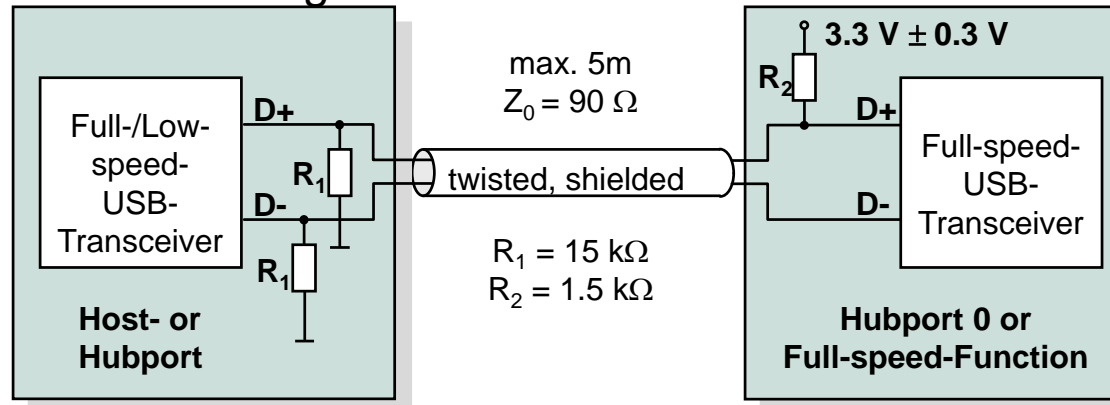 Full-/Low-
speed-
USB-
Transceiver
D+
D-
R₁
R₁
Host- or
Hubport
max. 5m
Z₀ = 90 Ω
twisted, shielded
R₁ = 15 kΩ
R₂ = 1.5 kΩ
3.3 V ± 0.3 V
R₂
D+
D-
Full-speed-
USB-
Transceiver
Hubport 0 or
Full-speed-Function